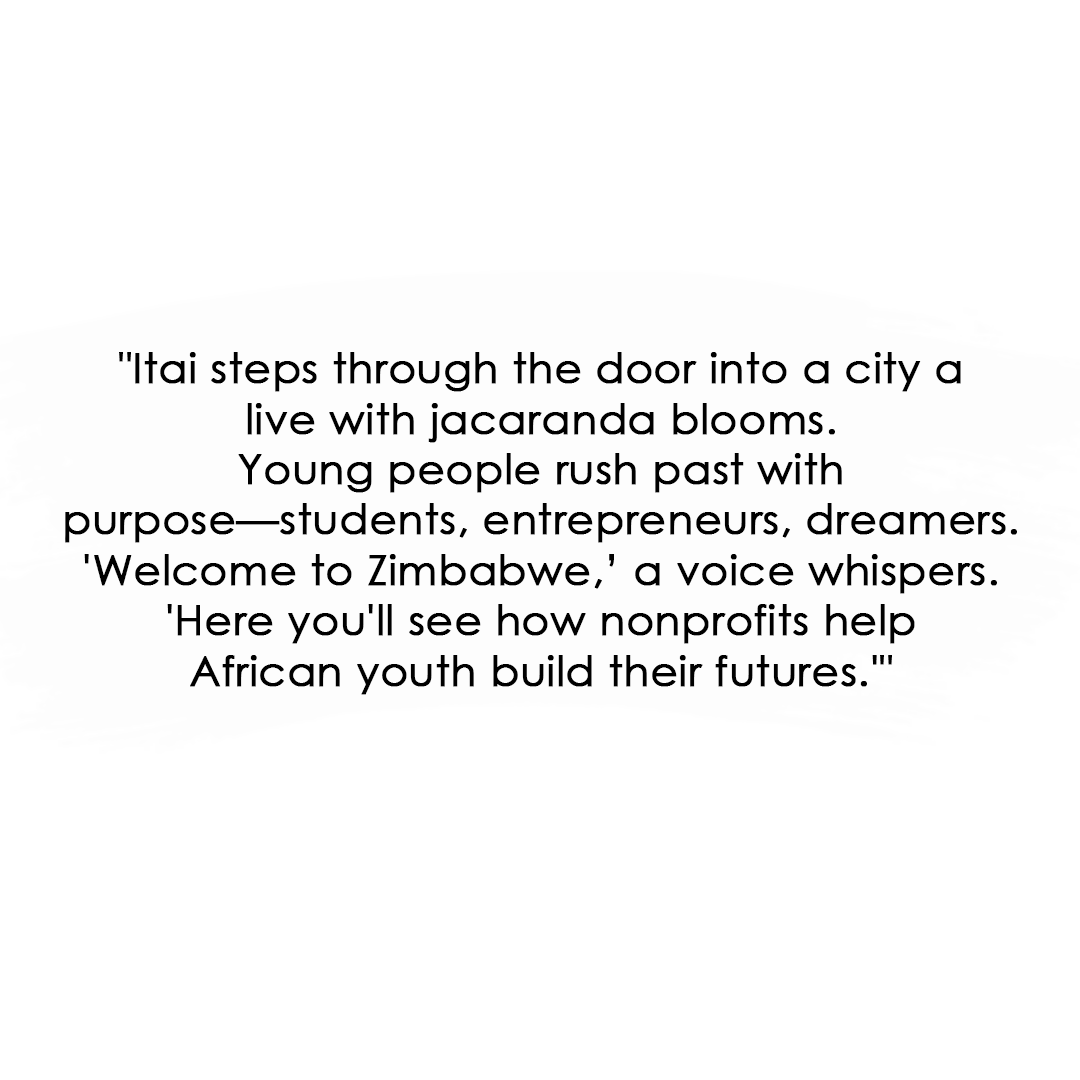 "Itai steps through the door into a city a
live with jacaranda blooms.
Young people rush past with
purpose—students, entrepreneurs, dreamers.
'Welcome to Zimbabwe,’ a voice whispers.
'Here you'll see how nonprofits help
African youth build their futures.'"